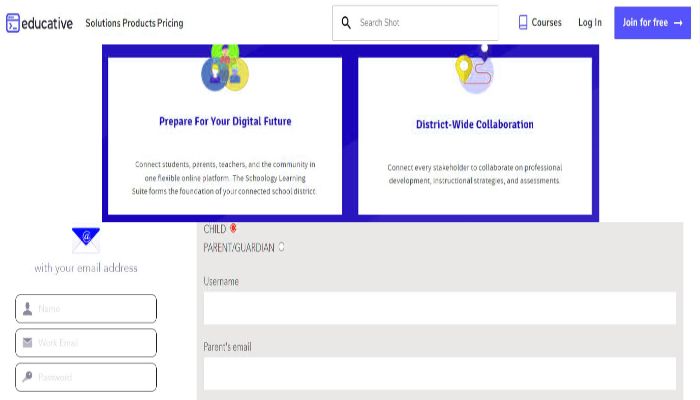 educative
Solutions Products Pricing
Search Shot
Courses
Log In
Join for free →
Prepare For Your Digital Future
Connect students, parents, teachers, and the community in
one flexible online platform. The Schoology Learning
Suite forms the foundation of your connected school district.
District-Wide Collaboration
Connect every stakeholder to collaborate on professional
development, instructional strategies, and assessments.
@
with your email address
Name
Work Email
Password
CHILD
PARENT/GUARDIAN
Username
Parent's email